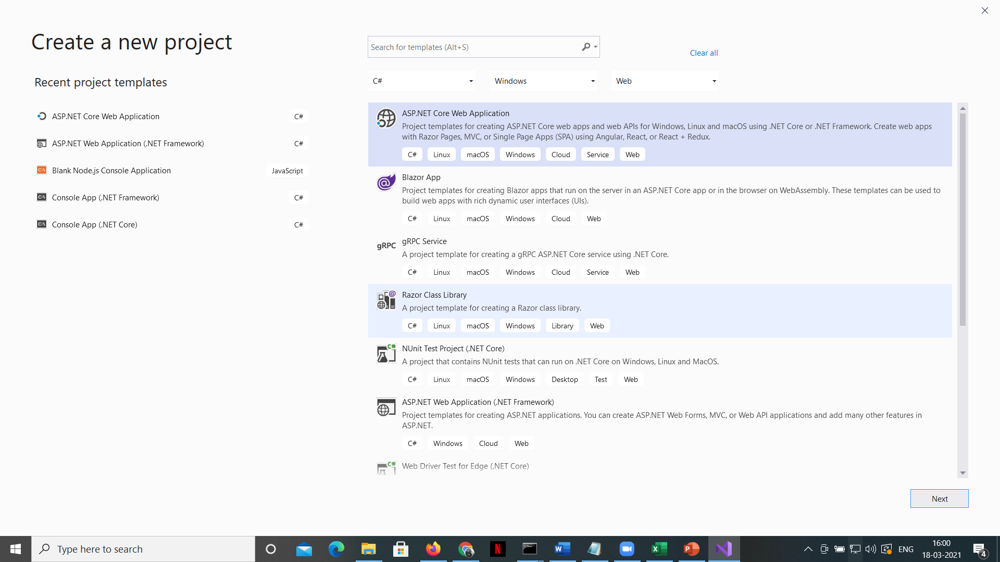 Create a new project
Recent project templates
ASP.NET Core Web Application C#
ASP.NET Web Application (.NET Framework) C#
Blank Node.js Console Application JavaScript
Console App (.NET Framework) C#
Console App (.NET Core) C#
Search for templates (Alt+S)
Clear all
C# Windows Web
ASP.NET Core Web Application
Project templates for creating ASP.NET Core web apps and web APIs for Windows, Linux and macOS using .NET Core or .NET Framework. Create web apps
with Razor Pages, MVC, or Single Page Apps (SPA) using Angular, React, or React + Redux.
C# Linux macOS Windows Cloud Service Web
Blazor App
Project templates for creating Blazor apps that run on the server in an ASP.NET Core app or in the browser on WebAssembly. These templates can be used to
build web apps with rich dynamic user interfaces (UIs).
C# Linux macOS Windows Cloud Web
gRPC gRPC Service
A project template for creating a gRPC ASP.NET Core service using .NET Core.
C# Linux macOS Windows Cloud Service Web
Razor Class Library
A project template for creating a Razor class library.
C# Linux macOS Windows Library Web
NUnit Test Project (.NET Core)
A project that contains NUnit tests that can run on .NET Core on Windows, Linux and MacOS.
C# Linux macOS Windows Desktop Test Web
ASP.NET Web Application (.NET Framework)
Project templates for creating ASP.NET applications. You can create ASP.NET Web Forms, MVC, or Web API applications and add many other features in
ASP.NET.
C# Windows Cloud Web
Web Driver Test for Edge (.NET Core)
Next
Type here to search
ENG
16:00
18-03-2021
4